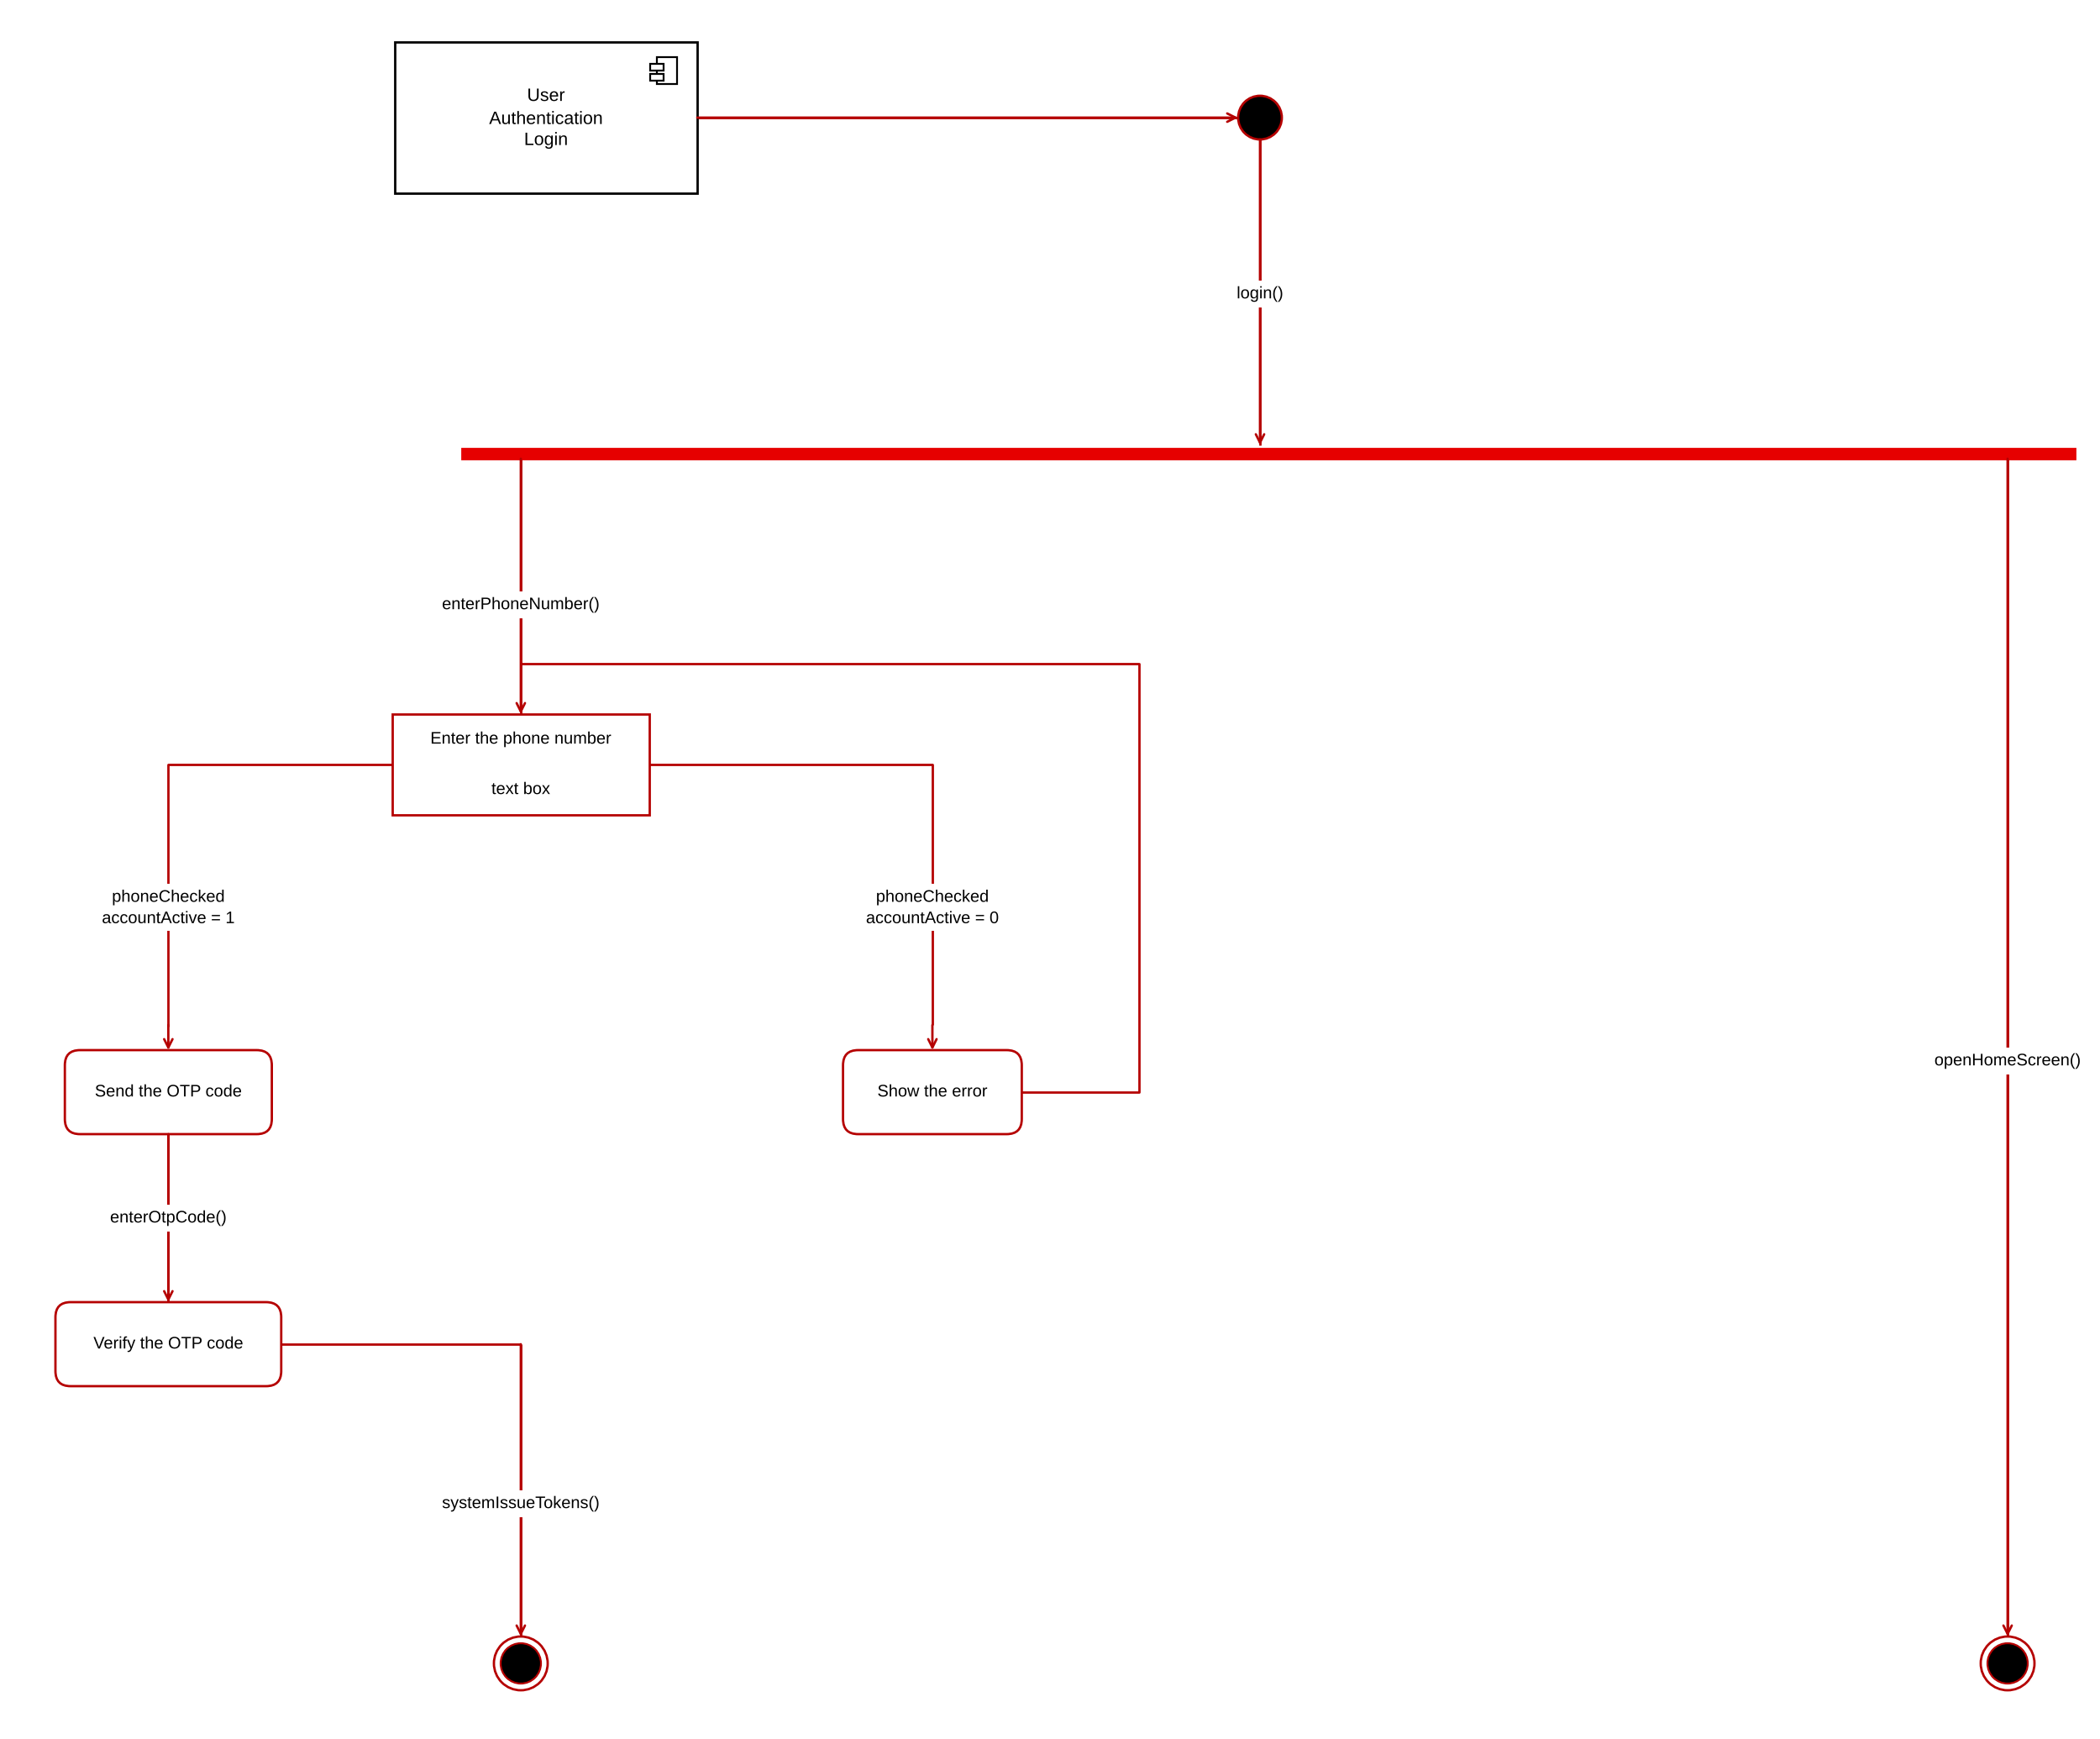 User
Authentication
Login
login()
enterPhoneNumber()
Enter the phone number
text box
phoneChecked
accountActive = 1
phoneChecked
accountActive = 0
openHomeScreen()
Send the OTP code
Show the error
enterOtpCode()
Verify the OTP code
systemIssueTokens()